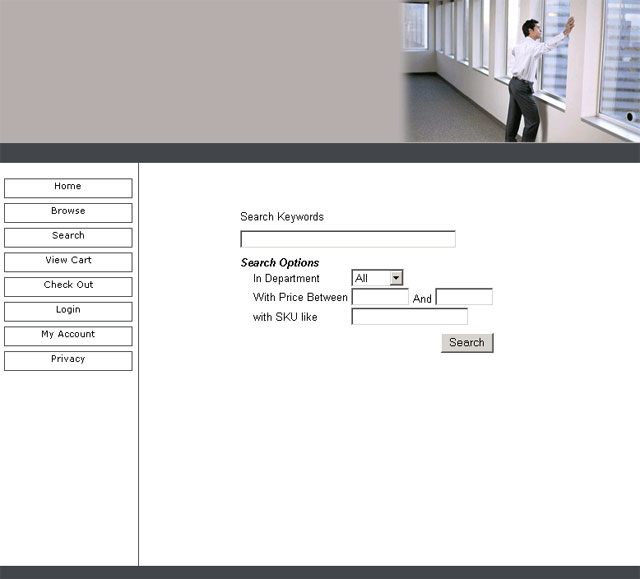 Home
Browse
Search
View Cart
Check Out
Login
My Account
Privacy
Search Keywords
Search Options
In Department All
With Price Between And
with SKU like
Search